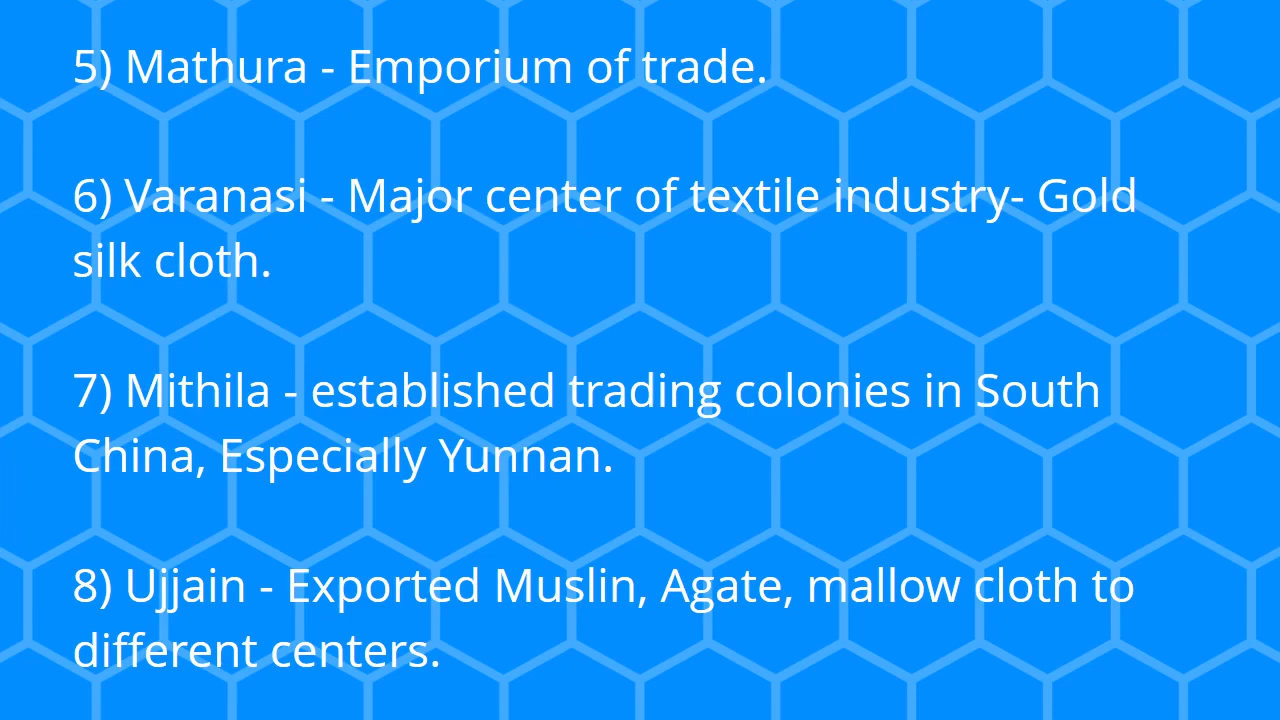 5) Mathura - Emporium of trade.
6) Varanasi - Major center of textile industry- Gold
silk cloth.
7) Mithila - established trading colonies in South
China, Especially Yunnan.
8) Ujjain - Exported Muslin, Agate, mallow cloth to
different centers.